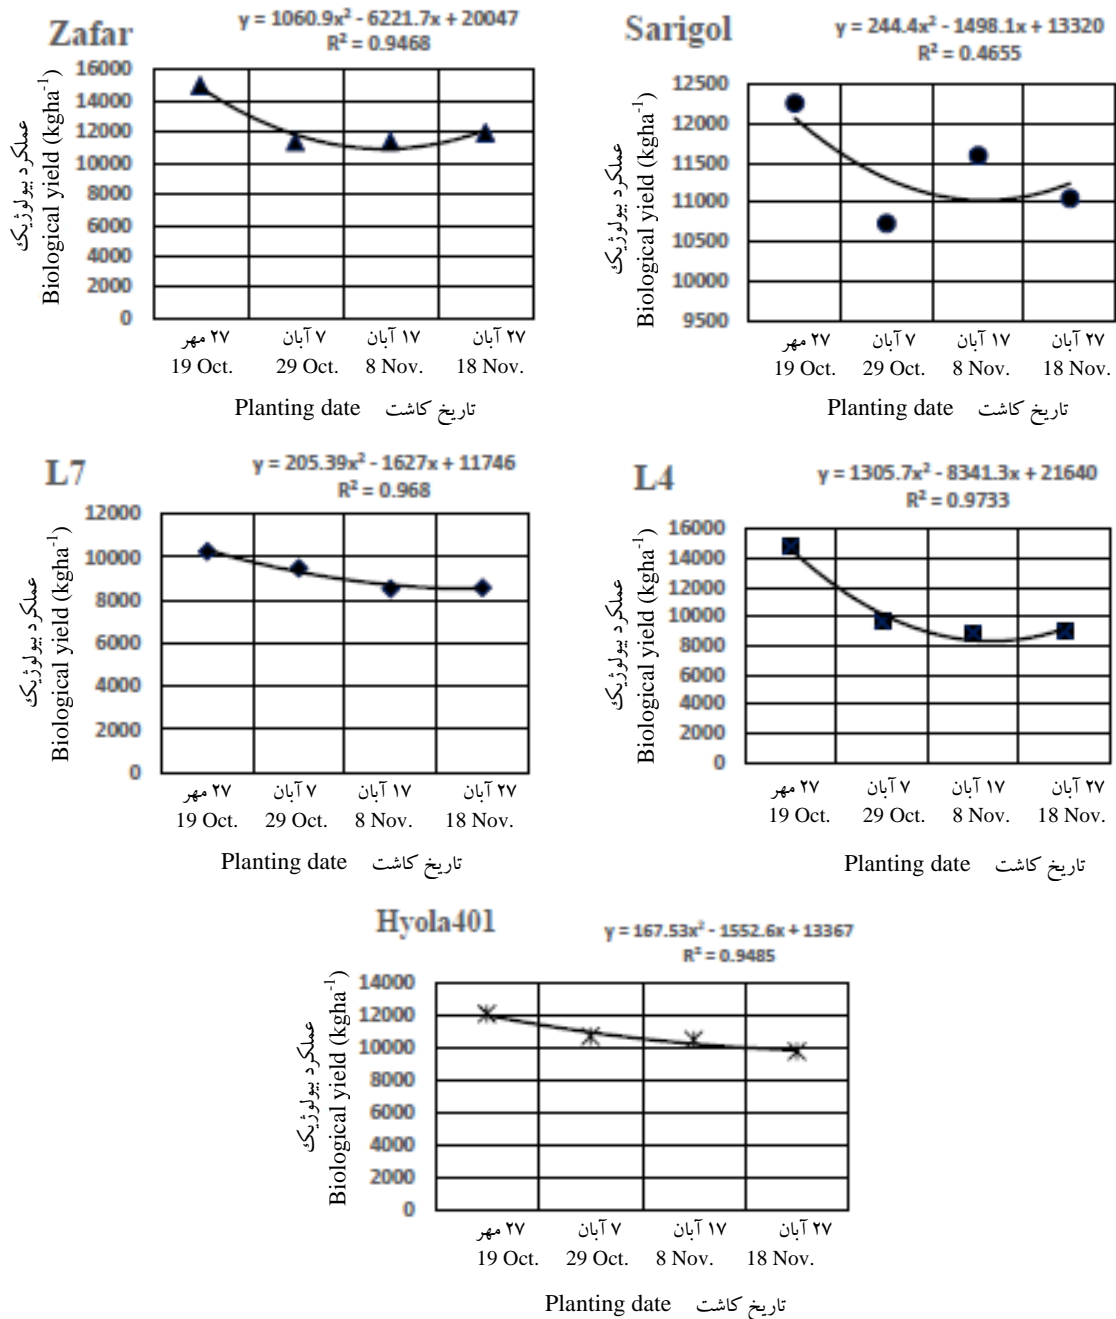 Zafar
y = 1060.9x² - 6221.7x + 20047
R² = 0.9468
عملکرد بیولوژیک
Biological yield (kgha⁻¹)
16000
14000
12000
10000
8000
6000
4000
2000
0
۲۷ مهر
۷ آبان
۱۷ آبان
۲۷ آبان
19 Oct.
29 Oct.
8 Nov.
18 Nov.
Planting date تاریخ کاشت
Sarigol
y = 244.4x² - 1498.1x + 13320
R² = 0.4655
عملکرد بیولوژیک
Biological yield (kgha⁻¹)
12500
12000
11500
11000
10500
10000
9500
۲۷ مهر
۷ آبان
۱۷ آبان
۲۷ آبان
19 Oct.
29 Oct.
8 Nov.
18 Nov.
Planting date تاریخ کاشت
L7
y = 205.39x² - 1627x + 11746
R² = 0.968
عملکرد بیولوژیک
Biological yield (kgha⁻¹)
12000
10000
8000
6000
4000
2000
0
۲۷ مهر
۷ آبان
۱۷ آبان
۲۷ آبان
19 Oct.
29 Oct.
8 Nov.
18 Nov.
Planting date تاریخ کاشت
L4
y = 1305.7x² - 8341.3x + 21640
R² = 0.9733
عملکرد بیولوژیک
Biological yield (kgha⁻¹)
16000
14000
12000
10000
8000
6000
4000
2000
0
۲۷ مهر
۷ آبان
۱۷ آبان
۲۷ آبان
19 Oct.
29 Oct.
8 Nov.
18 Nov.
Planting date تاریخ کاشت
Hyola401
y = 167.53x² - 1552.6x + 13367
R² = 0.9485
عملکرد بیولوژیک
Biological yield (kgha⁻¹)
14000
12000
10000
8000
6000
4000
2000
0
۲۷ مهر
۷ آبان
۱۷ آبان
۲۷ آبان
19 Oct.
29 Oct.
8 Nov.
18 Nov.
Planting date تاریخ کاشت